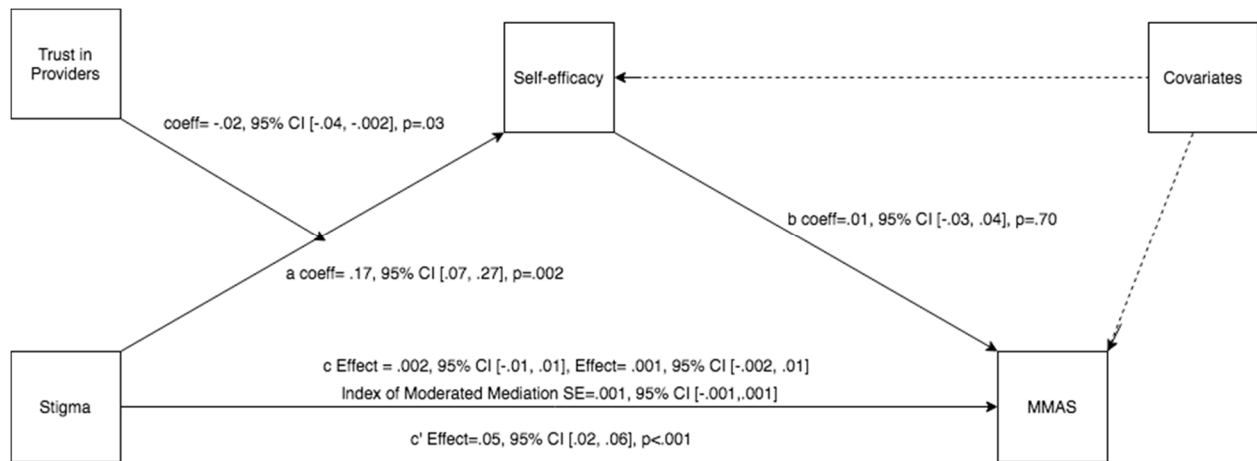 Trust in
Providers
Self-efficacy
Covariates
coeff= -.02, 95% CI [-.04, -.002], p=.03
b coeff=.01, 95% CI [-.03, .04], p=.70
a coeff= .17, 95% CI [.07, .27], p=.002
c Effect = .002, 95% CI [-.01, .01], Effect= .001, 95% CI [-.002, .01]
Index of Moderated Mediation SE=.001, 95% CI [-.001,.001]
Stigma
MMAS
c' Effect=.05, 95% CI [.02, .06], p<.001